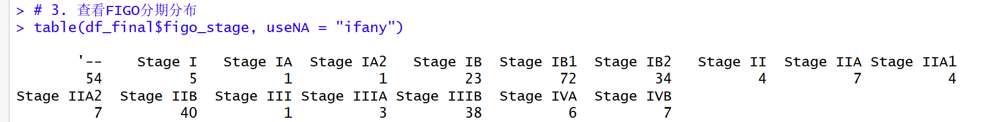 > # 3. 查看FIGO分期分布
> table(df_final$figo_stage, useNA = "ifany")
'-- Stage I Stage IA Stage IA2 Stage IB Stage IB1 Stage IB2 Stage II Stage IIA Stage IIA1
54 5 1 1 23 72 34 4 7 4
Stage IIA2 Stage IIB Stage III Stage IIIA Stage IIIB Stage IVA Stage IVB
7 40 1 3 38 6 7